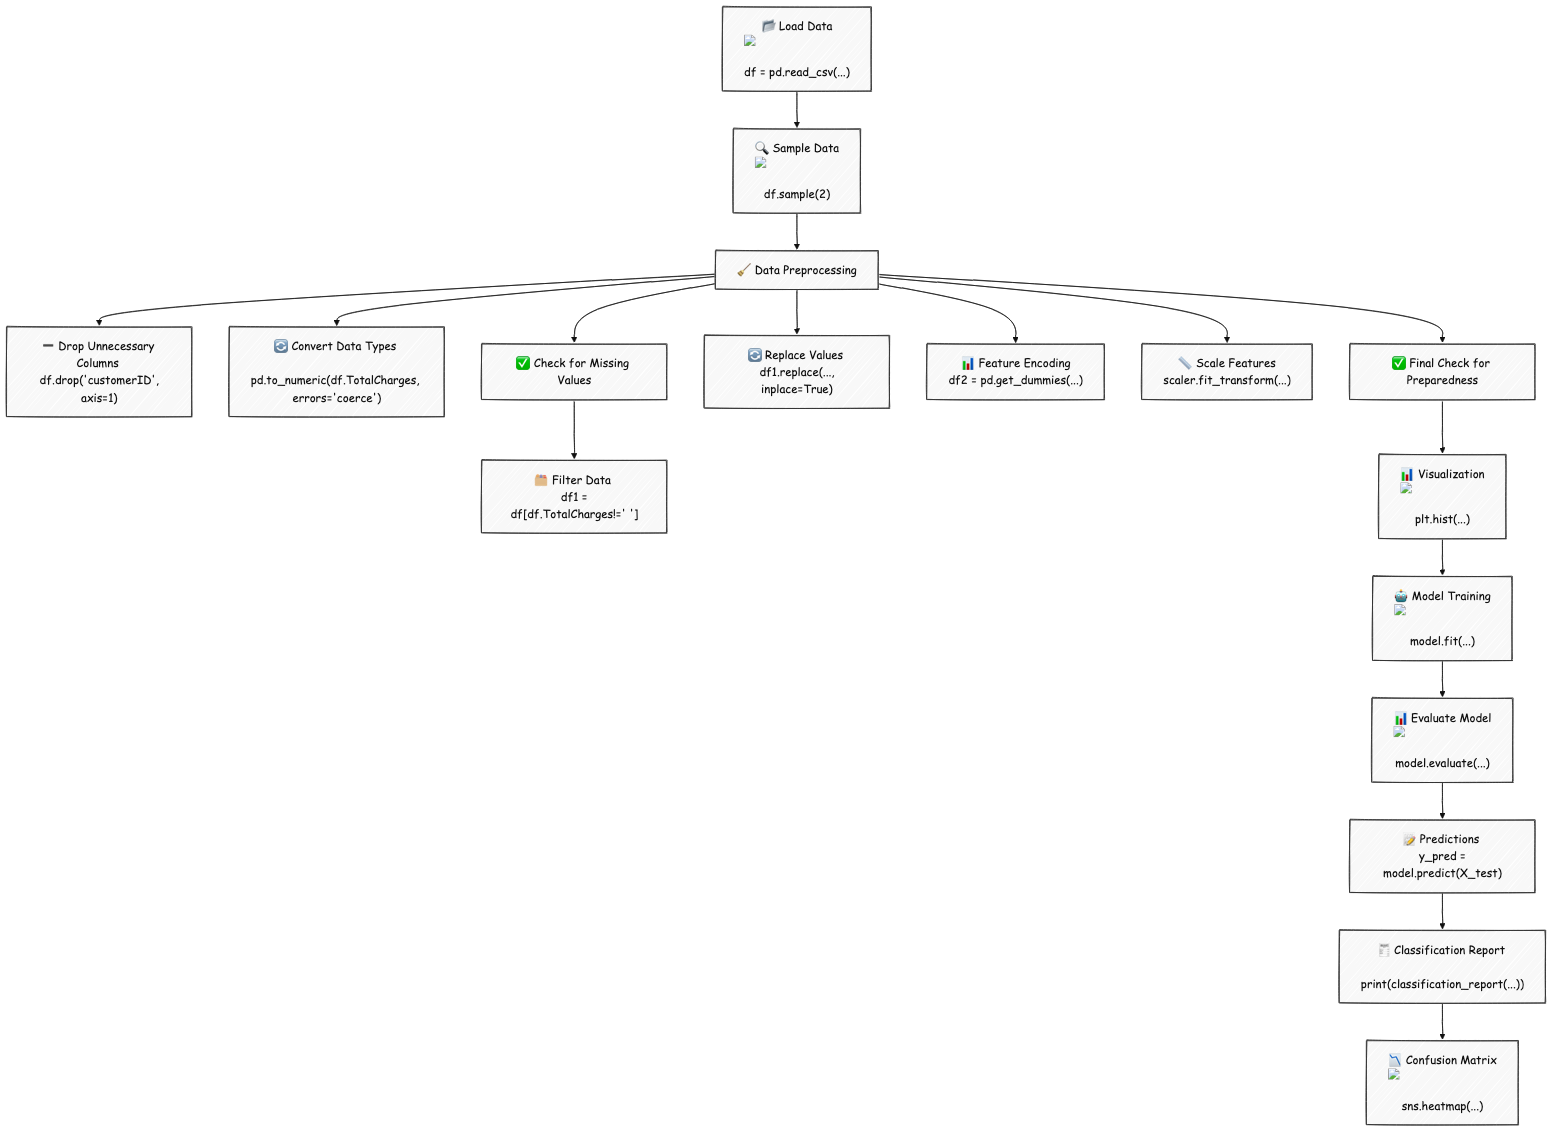 📂 Load Data
df = pd.read_csv(...)
🔍 Sample Data
df.sample(2)
🧹 Data Preprocessing
➖ Drop Unnecessary
Columns
df.drop('customerID',
axis=1)
🔄 Convert Data Types
pd.to_numeric(df.TotalCharges,
errors='coerce')
✅ Check for Missing
Values
🔄 Replace Values
df1.replace(...,
inplace=True)
📊 Feature Encoding
df2 = pd.get_dummies(...)
📏 Scale Features
scaler.fit_transform(...)
✅ Final Check for
Preparedness
🗂️ Filter Data
df1 =
df[df.TotalCharges!=' ']
📊 Visualization
plt.hist(...)
🤖 Model Training
model.fit(...)
📊 Evaluate Model
model.evaluate(...)
📝 Predictions
y_pred =
model.predict(X_test)
🧾 Classification Report
print(classification_report(...))
📉 Confusion Matrix
sns.heatmap(...)